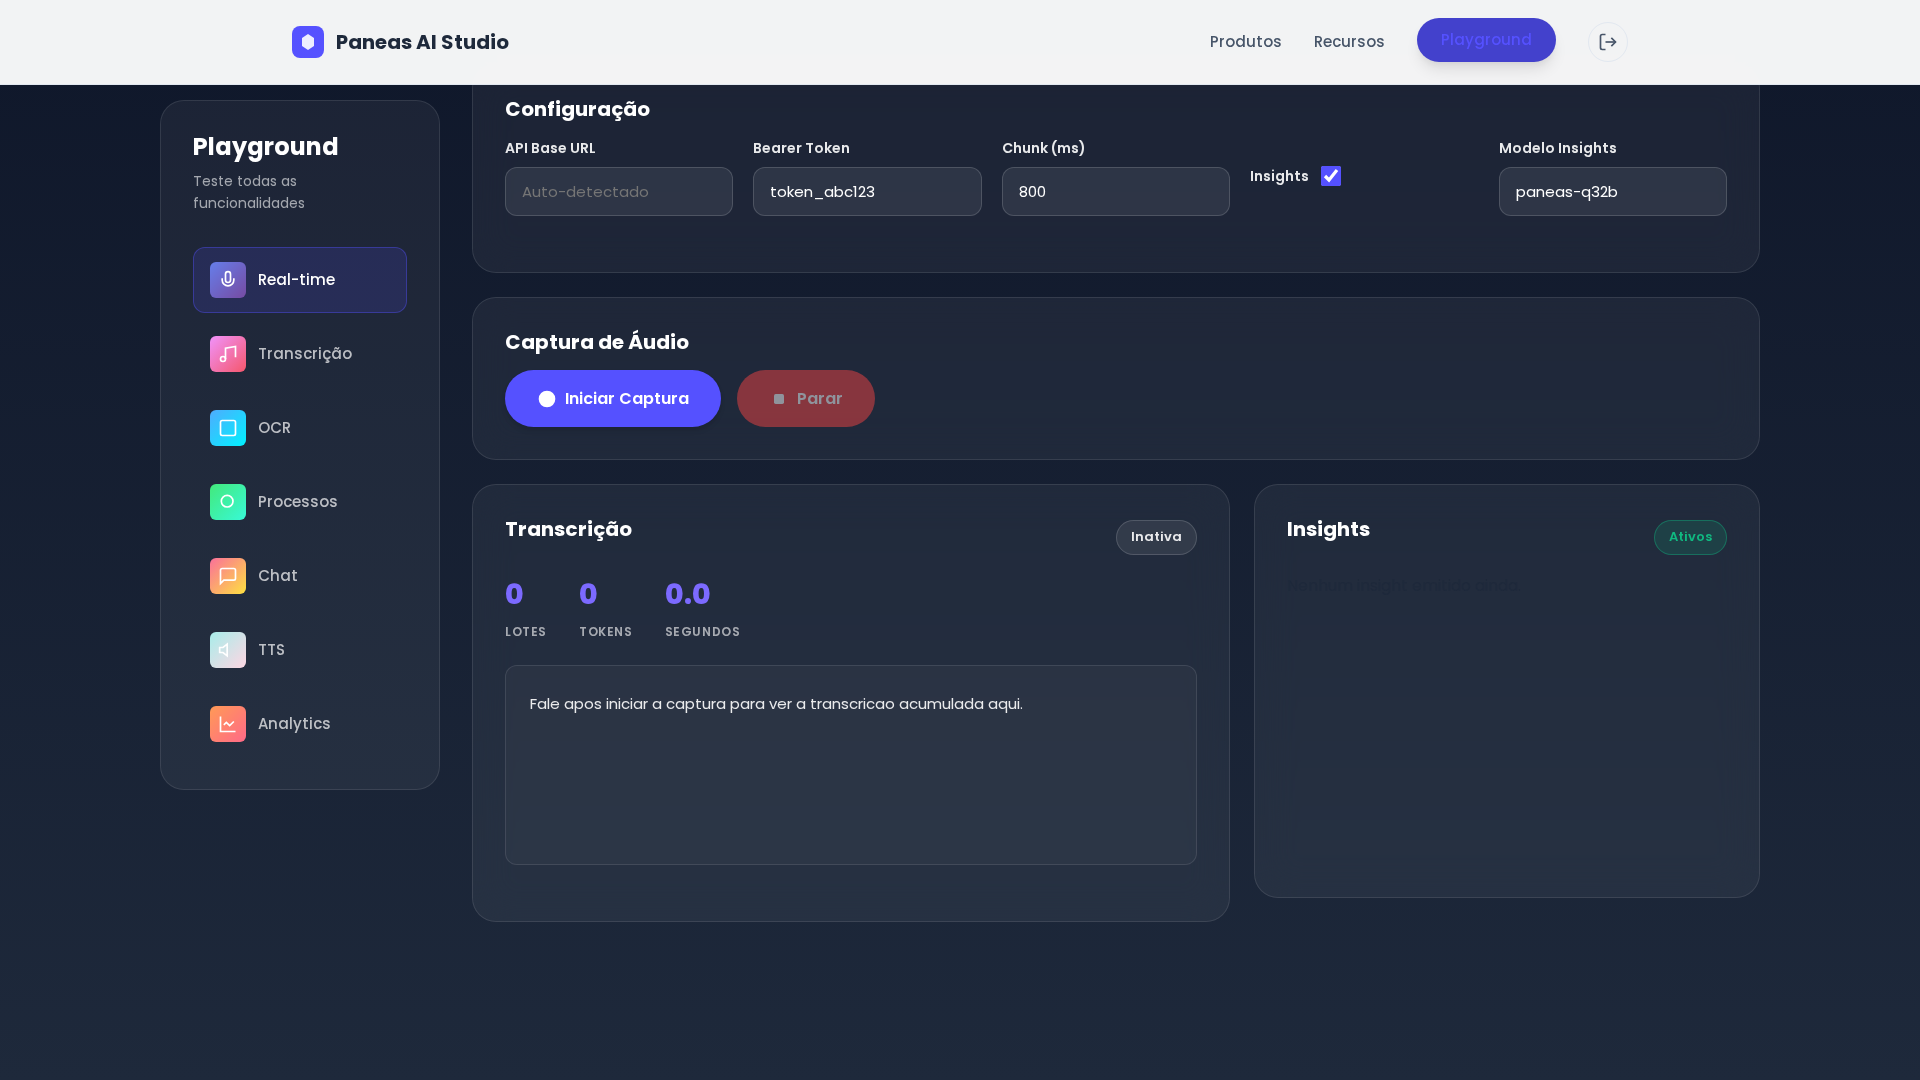 Paneas AI Studio
Produtos
Recursos
Playground
Playground
Teste todas as
funcionalidades
Real-time
Transcrição
OCR
Processos
Chat
TTS
Analytics
Configuração
API Base URL
Auto-detectado
Bearer Token
token_abc123
Chunk (ms)
800
Insights
Modelo Insights
paneas-q32b
Captura de Áudio
Iniciar Captura
Parar
Transcrição
Inativa
0
LOTES
0
TOKENS
0.0
SEGUNDOS
Fale apos iniciar a captura para ver a transcricao acumulada aqui.
Insights
Ativos